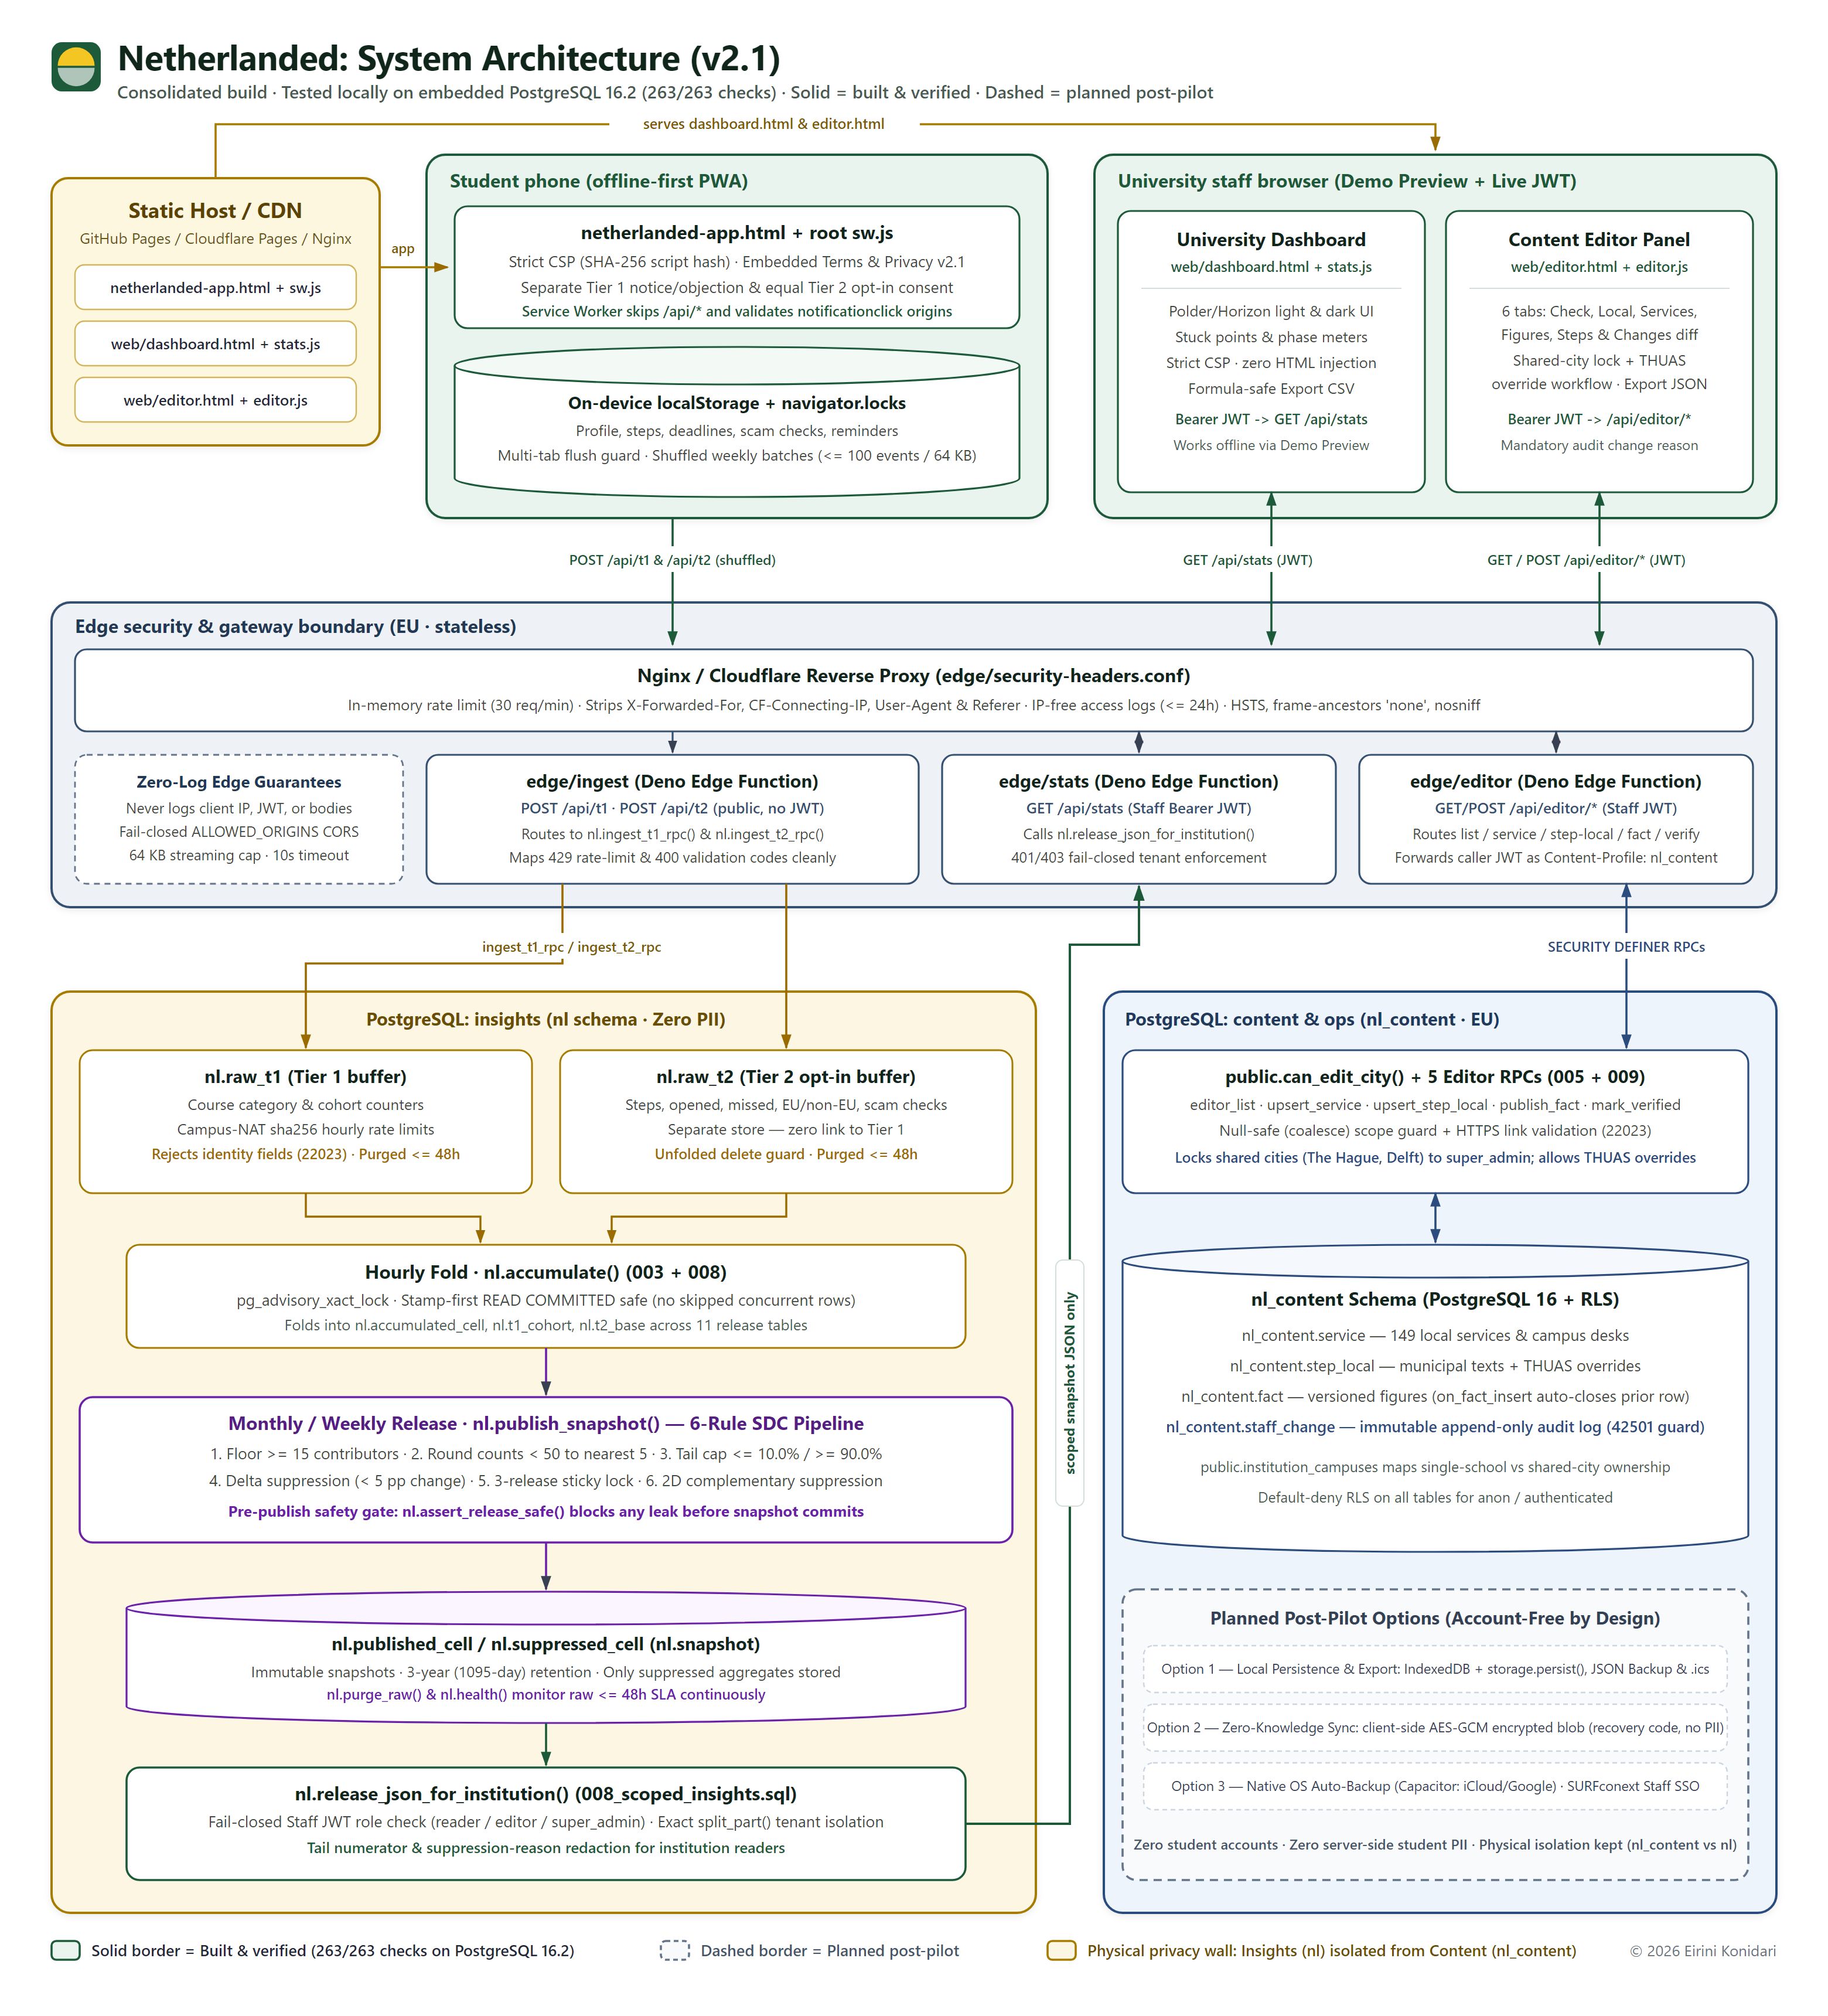 Netherlanded: System Architecture (v2.1)
Consolidated build · Tested locally on embedded PostgreSQL 16.2 (263/263 checks) · Solid = built & verified · Dashed = planned post-pilot
serves dashboard.html & editor.html
Static Host / CDN
GitHub Pages / Cloudflare Pages / Nginx
netherlanded-app.html + sw.js
web/dashboard.html + stats.js
web/editor.html + editor.js
app
Student phone (offline-first PWA)
netherlanded-app.html + root sw.js
Strict CSP (SHA-256 script hash) · Embedded Terms & Privacy v2.1
Separate Tier 1 notice/objection & equal Tier 2 opt-in consent
Service Worker skips /api/* and validates notificationclick origins
On-device localStorage + navigator.locks
Profile, steps, deadlines, scam checks, reminders
Multi-tab flush guard · Shuffled weekly batches (<= 100 events / 64 KB)
University staff browser (Demo Preview + Live JWT)
University Dashboard
web/dashboard.html + stats.js
Polder/Horizon light & dark UI
Stuck points & phase meters
Strict CSP · zero HTML injection
Formula-safe Export CSV
Bearer JWT -> GET /api/stats
Works offline via Demo Preview
Content Editor Panel
web/editor.html + editor.js
6 tabs: Check, Local, Services,
Figures, Steps & Changes diff
Shared-city lock + THUAS
override workflow · Export JSON
Bearer JWT -> /api/editor/*
Mandatory audit change reason
POST /api/t1 & /api/t2 (shuffled)
GET /api/stats (JWT)
GET / POST /api/editor/* (JWT)
Edge security & gateway boundary (EU · stateless)
Nginx / Cloudflare Reverse Proxy (edge/security-headers.conf)
In-memory rate limit (30 req/min) · Strips X-Forwarded-For, CF-Connecting-IP, User-Agent & Referer · IP-free access logs (<= 24h) · HSTS, frame-ancestors 'none', nosniff
Zero-Log Edge Guarantees
Never logs client IP, JWT, or bodies
Fail-closed ALLOWED_ORIGINS CORS
64 KB streaming cap · 10s timeout
edge/ingest (Deno Edge Function)
POST /api/t1 · POST /api/t2 (public, no JWT)
Routes to nl.ingest_t1_rpc() & nl.ingest_t2_rpc()
Maps 429 rate-limit & 400 validation codes cleanly
edge/stats (Deno Edge Function)
GET /api/stats (Staff Bearer JWT)
Calls nl.release_json_for_institution()
401/403 fail-closed tenant enforcement
edge/editor (Deno Edge Function)
GET/POST /api/editor/* (Staff JWT)
Routes list / service / step-local / fact / verify
Forwards caller JWT as Content-Profile: nl_content
ingest_t1_rpc / ingest_t2_rpc
SECURITY DEFINER RPCs
PostgreSQL: insights (nl schema · Zero PII)
nl.raw_t1 (Tier 1 buffer)
Course category & cohort counters
Campus-NAT sha256 hourly rate limits
Rejects identity fields (22023) · Purged <= 48h
nl.raw_t2 (Tier 2 opt-in buffer)
Steps, opened, missed, EU/non-EU, scam checks
Separate store — zero link to Tier 1
Unfolded delete guard · Purged <= 48h
Hourly Fold · nl.accumulate() (003 + 008)
pg_advisory_xact_lock · Stamp-first READ COMMITTED safe (no skipped concurrent rows)
Folds into nl.accumulated_cell, nl.t1_cohort, nl.t2_base across 11 release tables
Monthly / Weekly Release · nl.publish_snapshot() — 6-Rule SDC Pipeline
1. Floor >= 15 contributors · 2. Round counts < 50 to nearest 5 · 3. Tail cap <= 10.0% / >= 90.0%
4. Delta suppression (< 5 pp change) · 5. 3-release sticky lock · 6. 2D complementary suppression
Pre-publish safety gate: nl.assert_release_safe() blocks any leak before snapshot commits
nl.published_cell / nl.suppressed_cell (nl.snapshot)
Immutable snapshots · 3-year (1095-day) retention · Only suppressed aggregates stored
nl.purge_raw() & nl.health() monitor raw <= 48h SLA continuously
nl.release_json_for_institution() (008_scoped_insights.sql)
Fail-closed Staff JWT role check (reader / editor / super_admin) · Exact split_part() tenant isolation
Tail numerator & suppression-reason redaction for institution readers
scoped snapshot JSON only
PostgreSQL: content & ops (nl_content · EU)
public.can_edit_city() + 5 Editor RPCs (005 + 009)
editor_list · upsert_service · upsert_step_local · publish_fact · mark_verified
Null-safe (coalesce) scope guard + HTTPS link validation (22023)
Locks shared cities (The Hague, Delft) to super_admin; allows THUAS overrides
nl_content Schema (PostgreSQL 16 + RLS)
nl_content.service — 149 local services & campus desks
nl_content.step_local — municipal texts + THUAS overrides
nl_content.fact — versioned figures (on_fact_insert auto-closes prior row)
nl_content.staff_change — immutable append-only audit log (42501 guard)
public.institution_campuses maps single-school vs shared-city ownership
Default-deny RLS on all tables for anon / authenticated
Planned Post-Pilot Options (Account-Free by Design)
Option 1 — Local Persistence & Export: IndexedDB + storage.persist(), JSON Backup & .ics
Option 2 — Zero-Knowledge Sync: client-side AES-GCM encrypted blob (recovery code, no PII)
Option 3 — Native OS Auto-Backup (Capacitor: iCloud/Google) · SURFconext Staff SSO
Zero student accounts · Zero server-side student PII · Physical isolation kept (nl_content vs nl)
Solid border = Built & verified (263/263 checks on PostgreSQL 16.2)
Dashed border = Planned post-pilot
Physical privacy wall: Insights (nl) isolated from Content (nl_content)
© 2026 Eirini Konidari